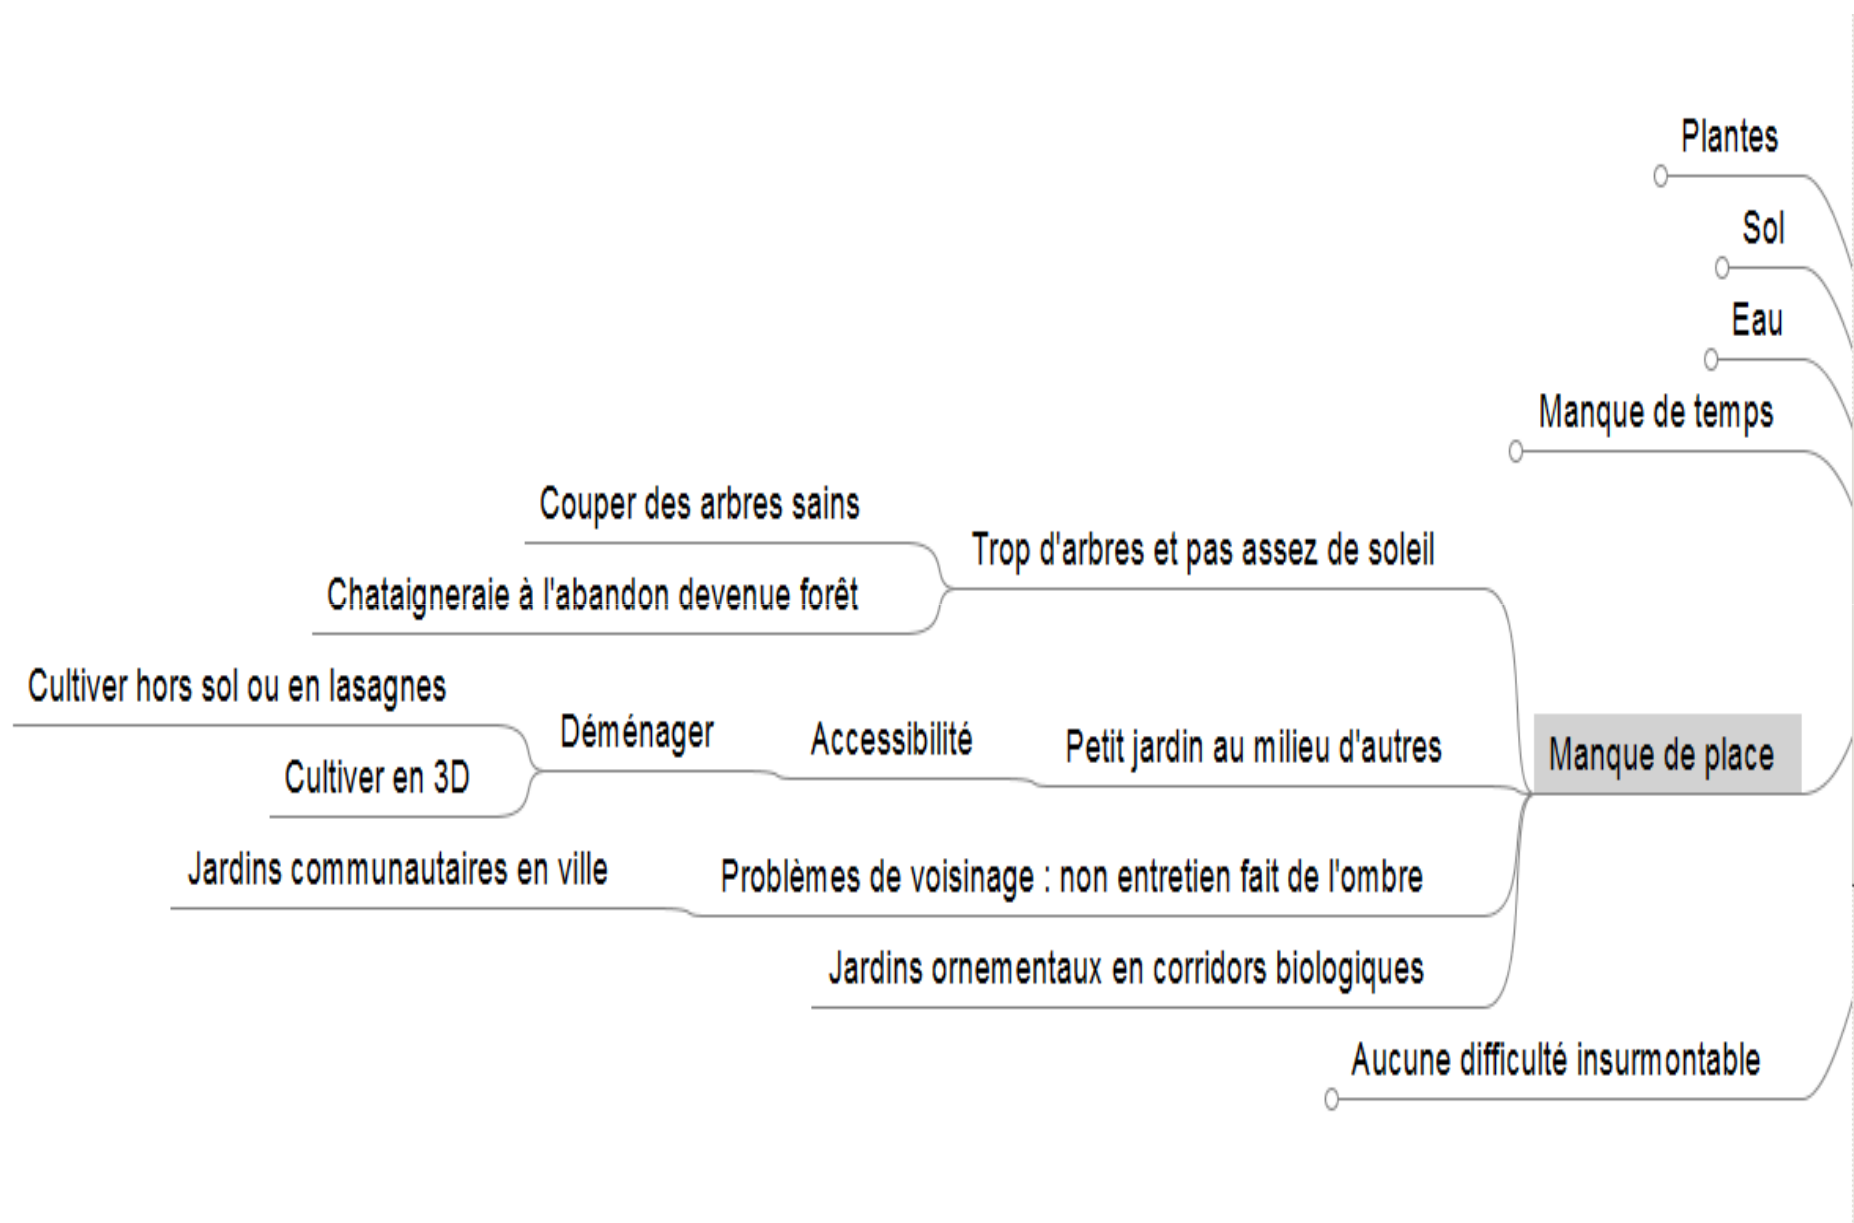 Plantes
Sol
Eau
Manque de temps
Couper des arbres sains
Trop d'arbres et pas assez de soleil
Chataigneraie à l'abandon devenue forêt
Cultiver hors sol ou en lasagnes
Déménager
Accessibilité
Petit jardin au milieu d'autres
Manque de place
Cultiver en 3D
Jardins communautaires en ville
Problèmes de voisinage : non entretien fait de l'ombre
Jardins ornementaux en corridors biologiques
Aucune difficulté insurmontable